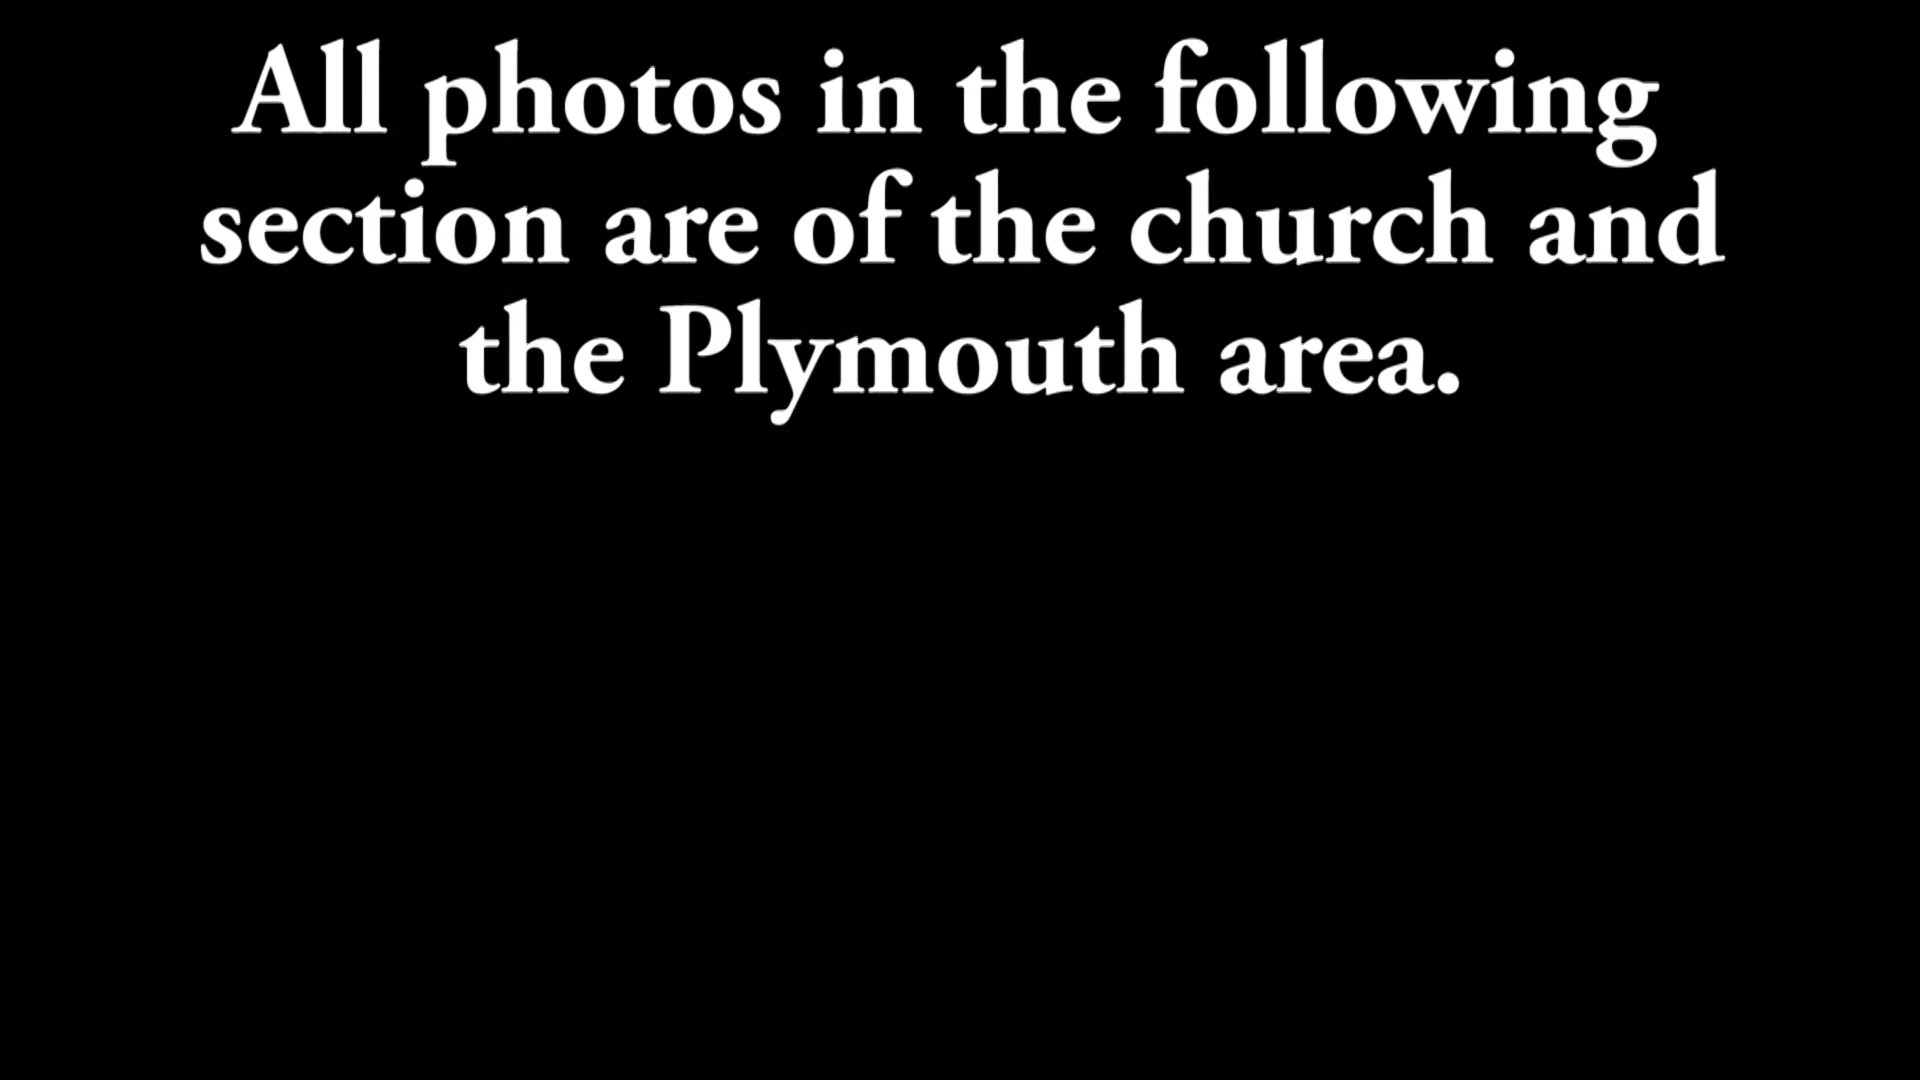 All photos in the following
section are of the church and
the Plymouth area.